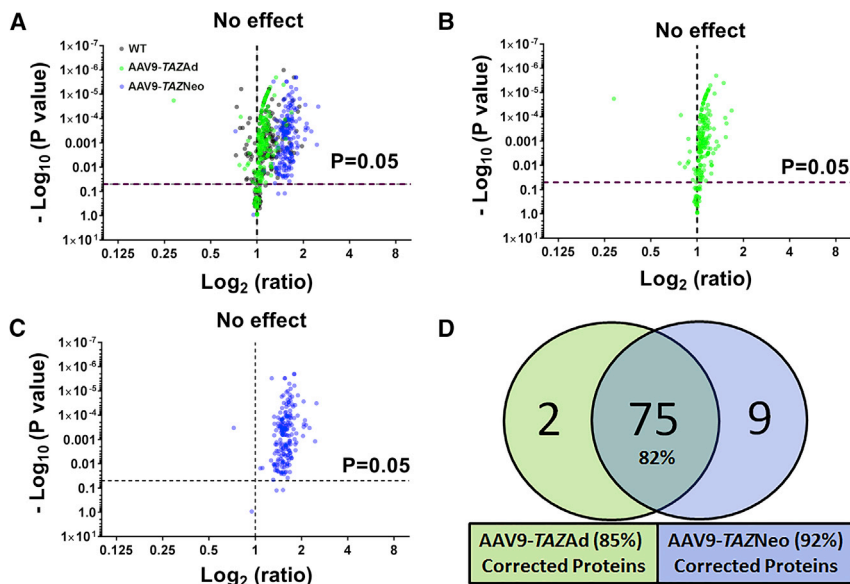 A
No effect
WT
AAV9-TAZAd
AAV9-TAZNeo
- Log10 (P value)
1×10-7
1×10-6
1×10-5
1×10-4
0.001
0.01
0.1
1.0
1×101
P=0.05
0.125 0.25 0.5 1 2 4 8
Log2 (ratio)
B
No effect
- Log10 (P value)
1×10-7
1×10-6
1×10-5
1×10-4
0.001
0.01
0.1
1.0
1×101
P=0.05
0.125 0.25 0.5 1 2 4 8
Log2 (ratio)
C
No effect
- Log10 (P value)
1×10-7
1×10-6
1×10-5
1×10-4
0.001
0.01
0.1
1.0
1×101
P=0.05
0.125 0.25 0.5 1 2 4 8
Log2 (ratio)
D
2
75
82%
9
AAV9-TAZAd (85%)
Corrected Proteins
AAV9-TAZNeo (92%)
Corrected Proteins